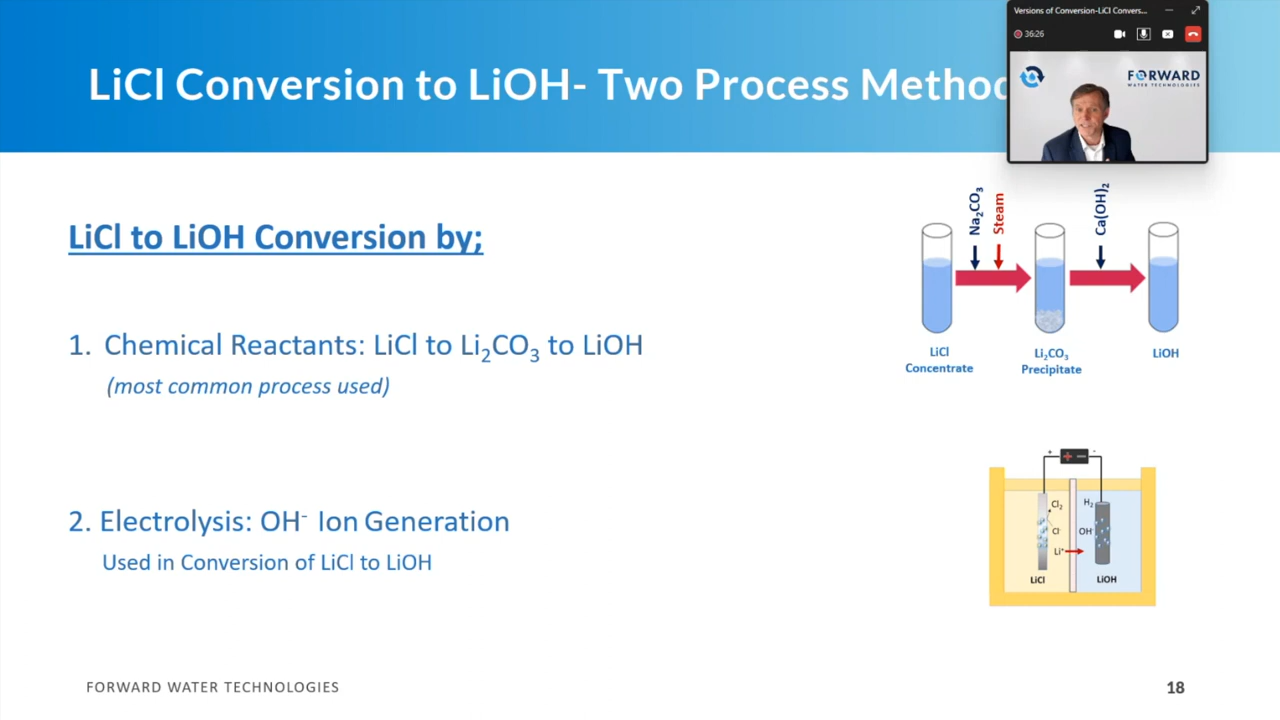 LiCl Conversion to LiOH- Two Process Method
Versions of Conversion-LiCl Convers...
36:26
FORWARD
WATER TECHNOLOGIES
LiCl to LiOH Conversion by;
1. Chemical Reactants: LiCl to Li₂CO₃ to LiOH
(most common process used)
2. Electrolysis: OH⁻ Ion Generation
Used in Conversion of LiCl to LiOH
Na₂CO₃
Steam
Ca(OH)₂
LiCl
Concentrate
Li₂CO₃
Precipitate
LiOH
+ -
Cl₂
H₂
Cl⁻
OH⁻
Li⁺
LiCl
LiOH
FORWARD WATER TECHNOLOGIES
18